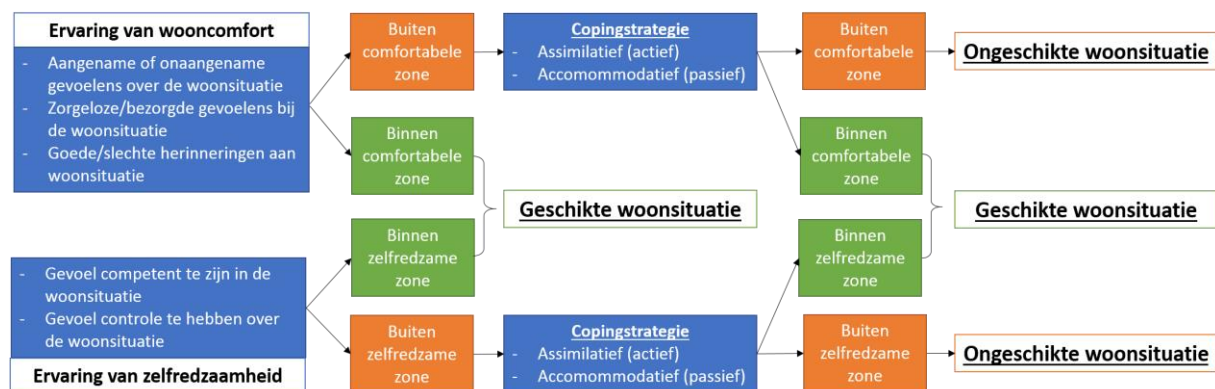 Ervaring van wooncomfort
- Aangename of onaangename
gevoelens over de woonsituatie
- Zorgeloze/bezorgde gevoelens bij
de woonsituatie
- Goede/slechte herinneringen aan
woonsituatie
Buiten
comfortabele
zone
Copingstrategie
- Assimilatief (actief)
- Accomommodatief (passief)
Buiten
comfortabele
zone
Ongeschikte woonsituatie
Binnen
comfortabele
zone
Binnen
comfortabele
zone
Geschikte woonsituatie
Geschikte woonsituatie
Binnen
zelfredzame
zone
Binnen
zelfredzame
zone
- Gevoel competent te zijn in de
woonsituatie
- Gevoel controle te hebben over
de woonsituatie
Ervaring van zelfredzaamheid
Buiten
zelfredzame
zone
Copingstrategie
- Assimilatief (actief)
- Accomommodatief (passief)
Buiten
zelfredzame
zone
Ongeschikte woonsituatie